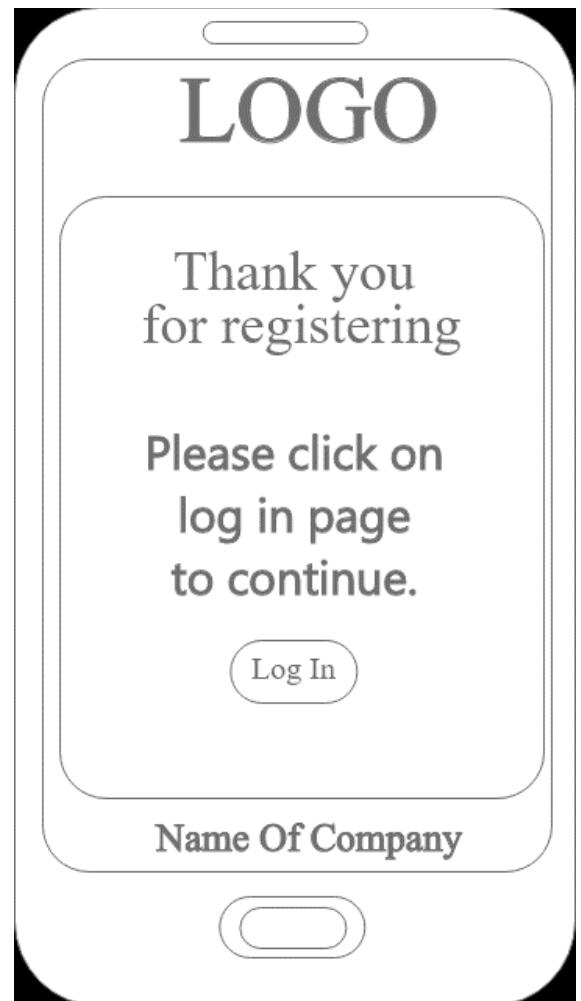 LOGO
Thank you
for registering
Please click on
log in page
to continue.
Log In
Name Of Company